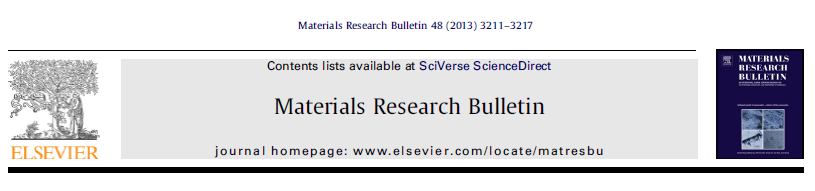 Materials Research Bulletin 48 (2013) 3211–3217
Contents lists available at SciVerse ScienceDirect
Materials Research Bulletin
journal homepage: www.elsevier.com/locate/matresbu
ELSEVIER
MATERIALS
RESEARCH
BULLETIN